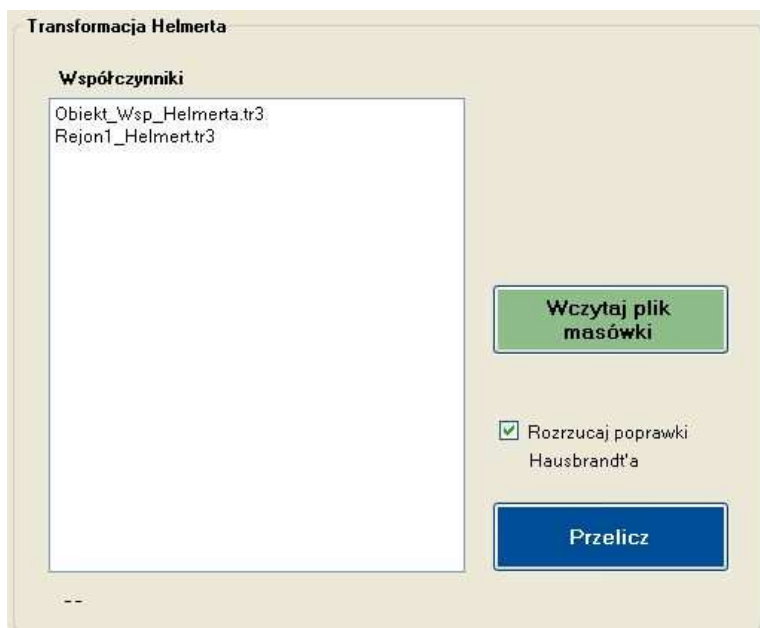 Transformacja Helmerta
Współczynniki
Obiekt_Wsp_Helmerta.tr3
Rejon1_Helmert.tr3
Wczytaj plik
masówki
Rozrzucaj poprawki
Hausbrandt'a
Przelicz
--